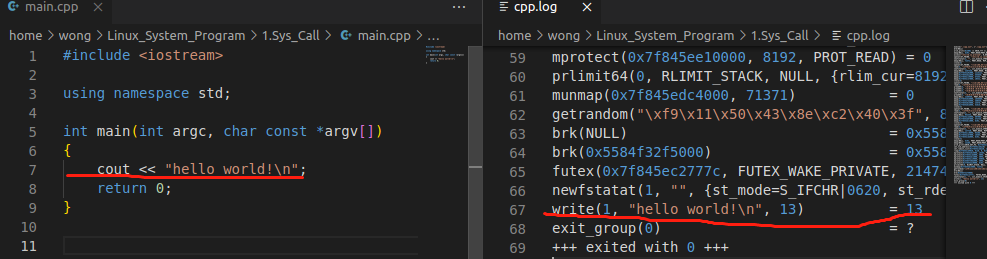 main.cpp
home > wong > Linux_System_Program > 1.Sys_Call > main.cpp > ...
1 #include <iostream>
2
3 using namespace std;
4
5 int main(int argc, char const *argv[])
6 {
7 cout << "hello world!\n";
8 return 0;
9 }
10
11
cpp.log
home > wong > Linux_System_Program > 1.Sys_Call > cpp.log
59 mprotect(0x7f845ee10000, 8192, PROT_READ) = 0
60 prlimit64(0, RLIMIT_STACK, NULL, {rlim_cur=8192
61 munmap(0x7f845edc4000, 71371) = 0
62 getrandom("\xf9\x11\x50\x43\x8e\xc2\x40\x3f", 8
63 brk(NULL) = 0x558
64 brk(0x5584f32f5000) = 0x558
65 futex(0x7f845ec2777c, FUTEX_WAKE_PRIVATE, 21474
66 newfstatat(1, "", {st_mode=S_IFCHR|0620, st_rde
67 write(1, "hello world!\n", 13) = 13
68 exit_group(0) = ?
69 +++ exited with 0 +++